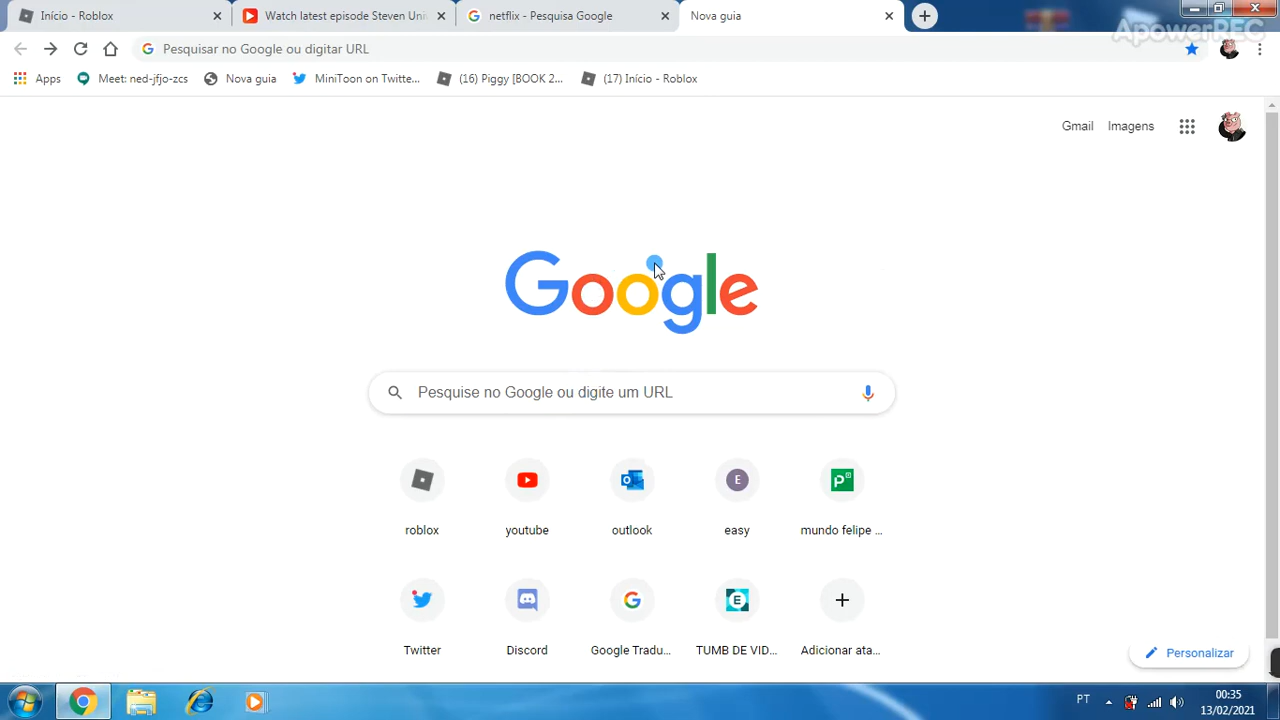 Início - Roblox
Watch latest episode Steven Uni
netflix - Pesquisa Google
Nova guia
ApowerREC
Pesquisar no Google ou digitar URL
Apps
Meet: ned-jfjo-zcs
Nova guia
MiniToon on Twitte...
(16) Piggy [BOOK 2...
(17) Início - Roblox
Gmail
Imagens
Google
Pesquise no Google ou digite um URL
roblox
youtube
outlook
E
easy
mundo felipe ...
Twitter
Discord
Google Tradu...
TUMB DE VID...
Adicionar ata...
Personalizar
PT
00:35
13/02/2021